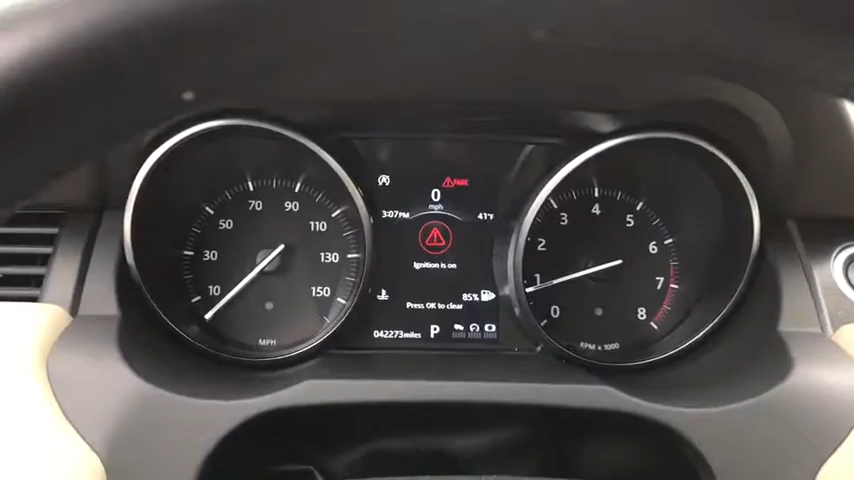 10
30
50
70
90
110
130
150
MPH
PARK
0
mph
3:07PM
41°F
Ignition is on
85%
Press OK to clear
042273miles
P
0
1
2
3
4
5
6
7
8
RPM x 1000